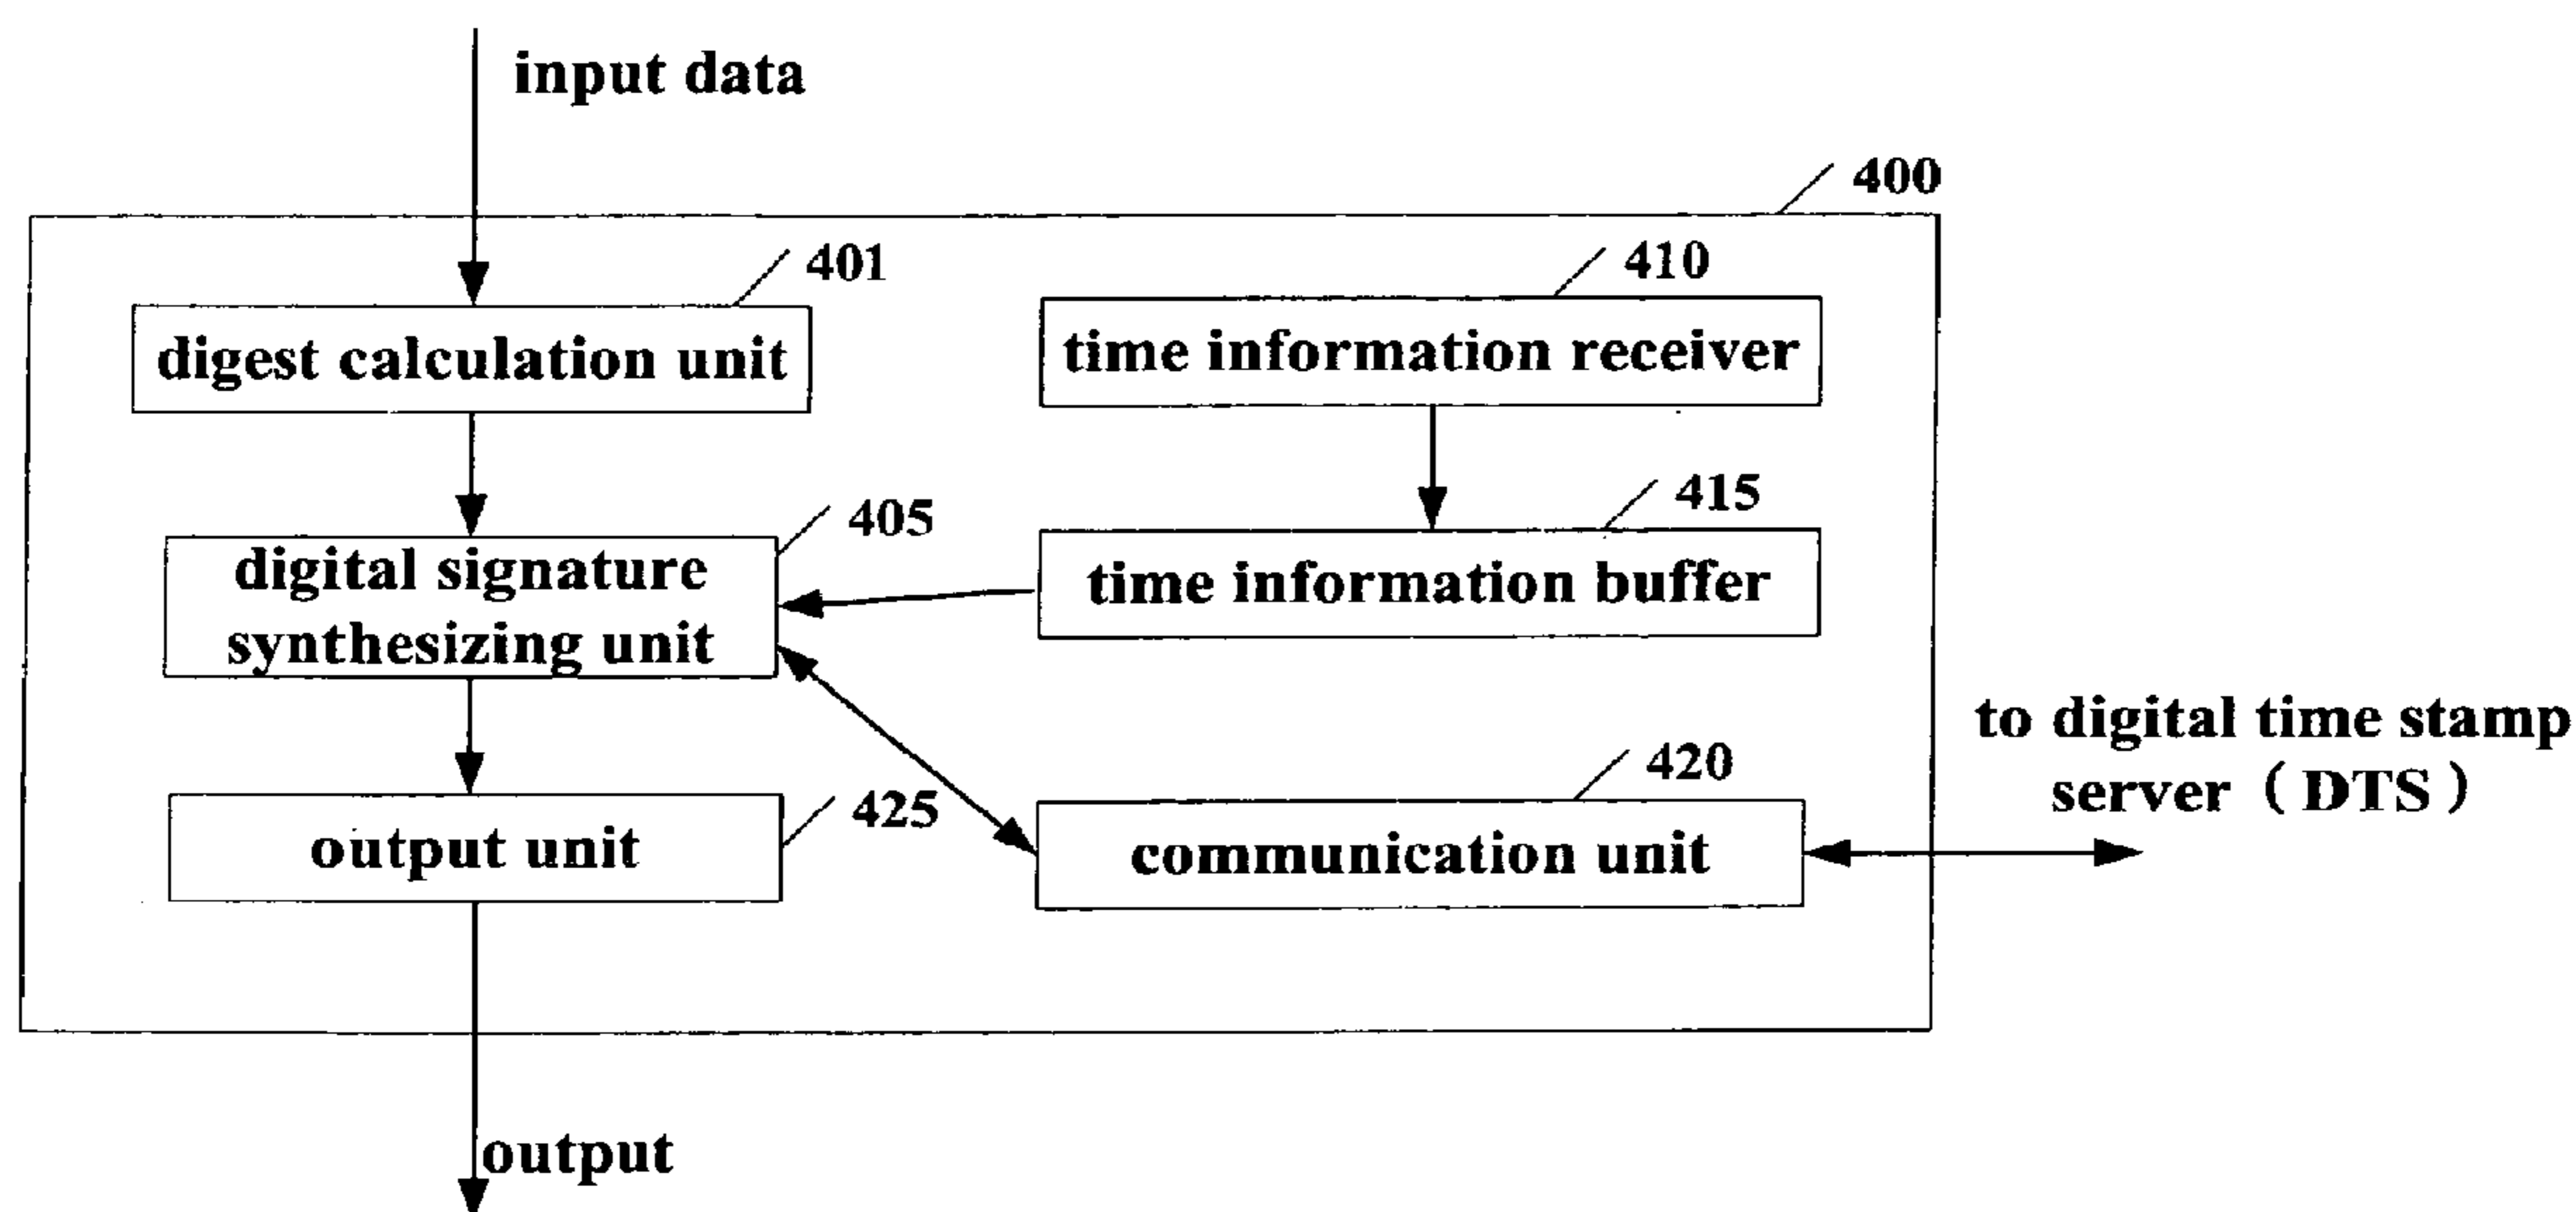 input data
400
401
410
digest calculation unit
time information receiver
405
415
digital signature
synthesizing unit
time information buffer
to digital time stamp
server ( DTS )
425
420
output unit
communication unit
output